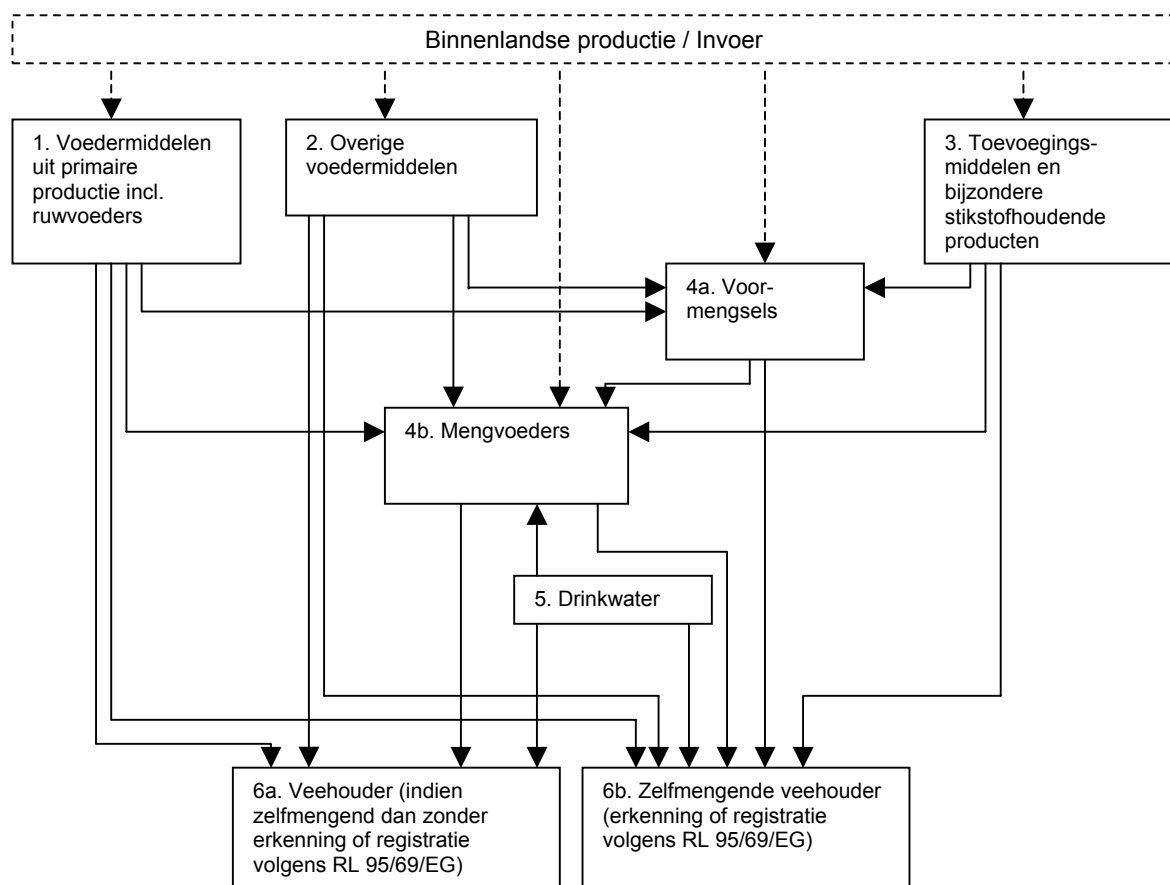 Binnenlandse productie / Invoer
1. Voedermiddelen
uit primaire
productie incl.
ruwvoeders
2. Overige
voedermiddelen
3. Toevoegings-
middelen en
bijzondere
stikstofhoudende
producten
4a. Voor-
mengsels
4b. Mengvoeders
5. Drinkwater
6a. Veehouder (indien
zelfmengend dan zonder
erkenning of registratie
volgens RL 95/69/EG)
6b. Zelfmengende veehouder
(erkenning of registratie
volgens RL 95/69/EG)